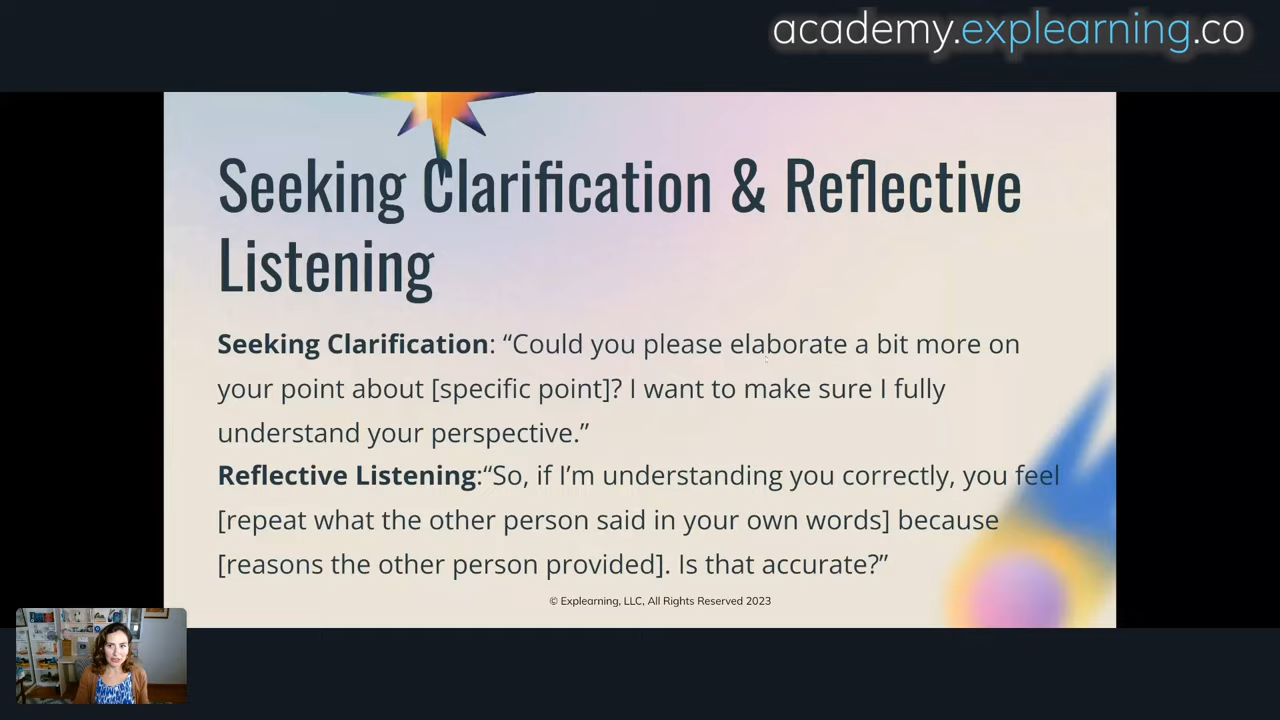 academy.explearning.co
Seeking Clarification & Reflective
Listening
Seeking Clarification: “Could you please elaborate a bit more on
your point about [specific point]? I want to make sure I fully
understand your perspective.”
Reflective Listening:“So, if I’m understanding you correctly, you feel
[repeat what the other person said in your own words] because
[reasons the other person provided]. Is that accurate?”
© Explearning, LLC, All Rights Reserved 2023